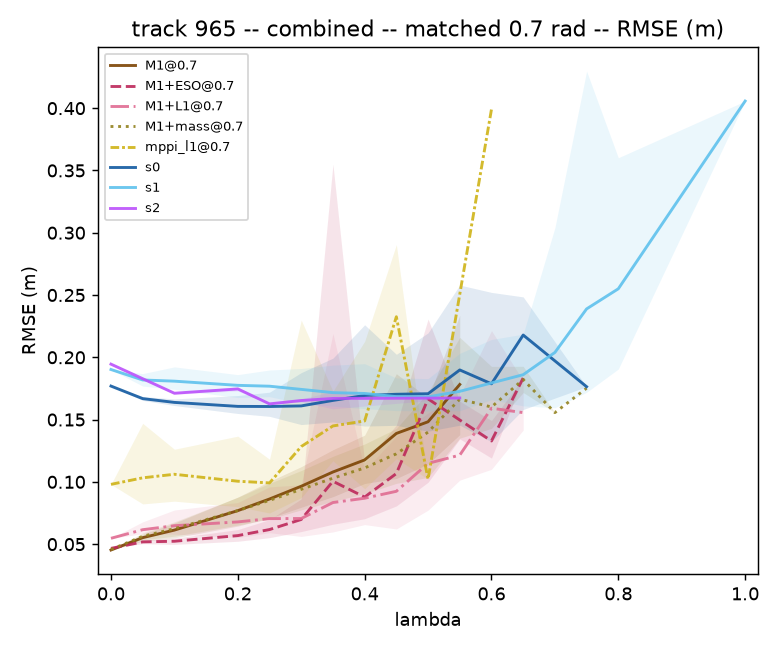 track 965 -- combined -- matched 0.7 rad -- RMSE (m)
M1@0.7
M1+ESO@0.7
M1+L1@0.7
M1+mass@0.7
mppi_l1@0.7
s0
s1
s2
RMSE (m)
0.40
0.35
0.30
0.25
0.20
0.15
0.10
0.05
0.0 0.2 0.4 0.6 0.8 1.0
lambda